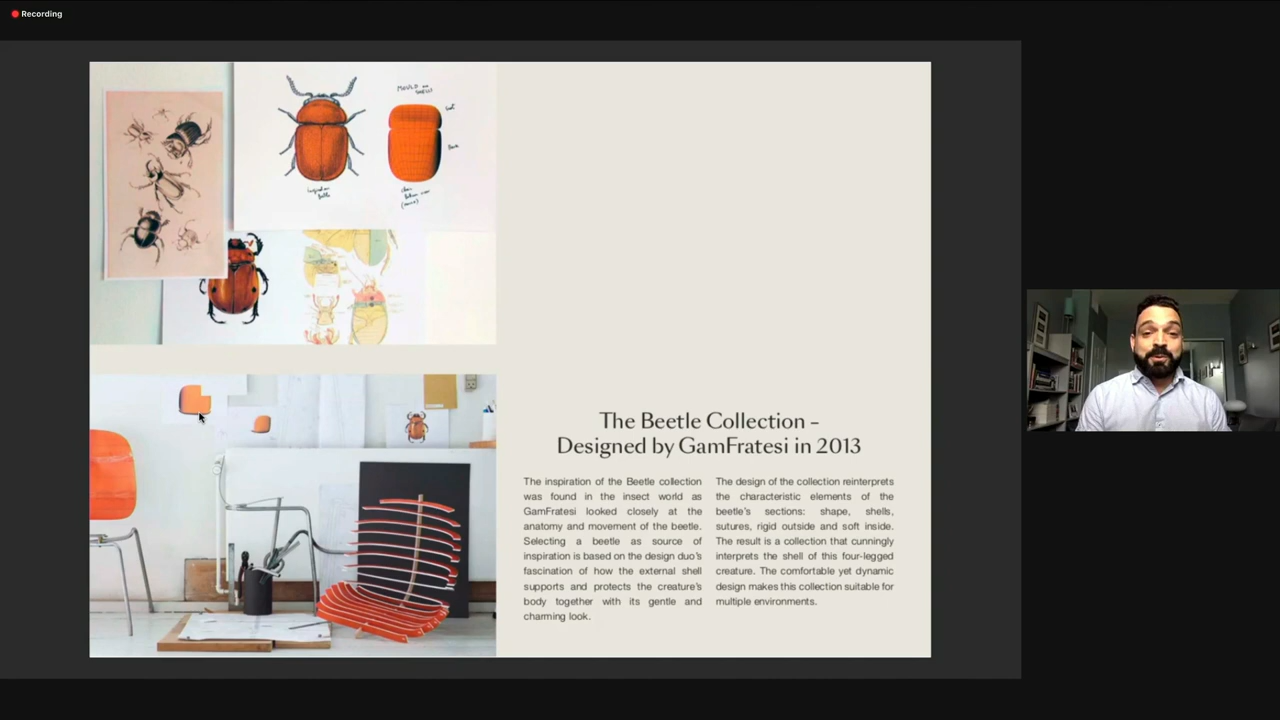 Recording
MOULD
Seat
Back
Inspiration
Beetle
The Beetle Collection –
Designed by GamFratesi in 2013
The inspiration of the Beetle collection
was found in the insect world as
GamFratesi looked closely at the
anatomy and movement of the beetle.
Selecting a beetle as source of
inspiration is based on the design duo's
fascination of how the external shell
supports and protects the creature's
body together with its gentle and
charming look.
The design of the collection reinterprets
the characteristic elements of the
beetle's sections: shape, shells,
sutures, rigid outside and soft inside.
The result is a collection that cunningly
interprets the shell of this four-legged
creature. The comfortable yet dynamic
design makes this collection suitable for
multiple environments.